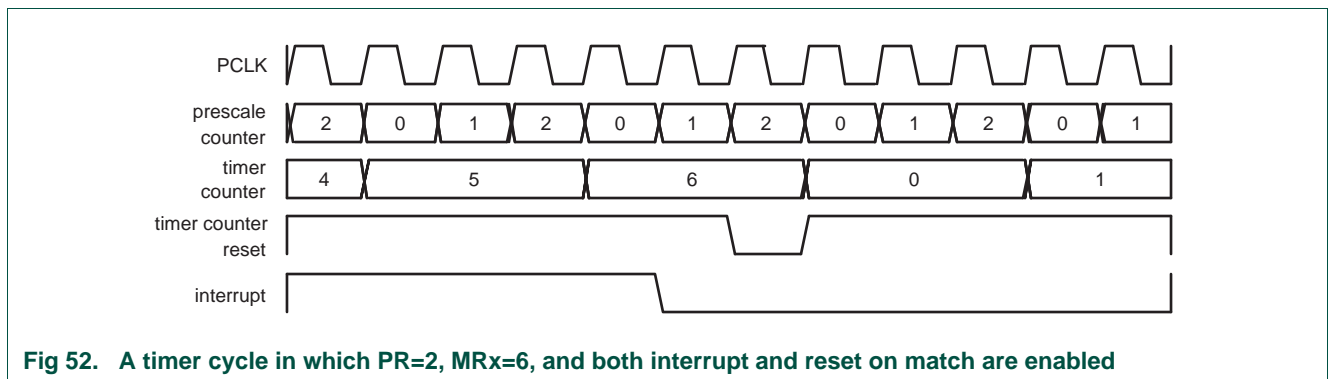 PCLK
prescale
counter
2 0 1 2 0 1 2 0 1 2 0 1
timer
counter
4 5 6 0 1
timer counter
reset
interrupt
Fig 52. A timer cycle in which PR=2, MRx=6, and both interrupt and reset on match are enabled